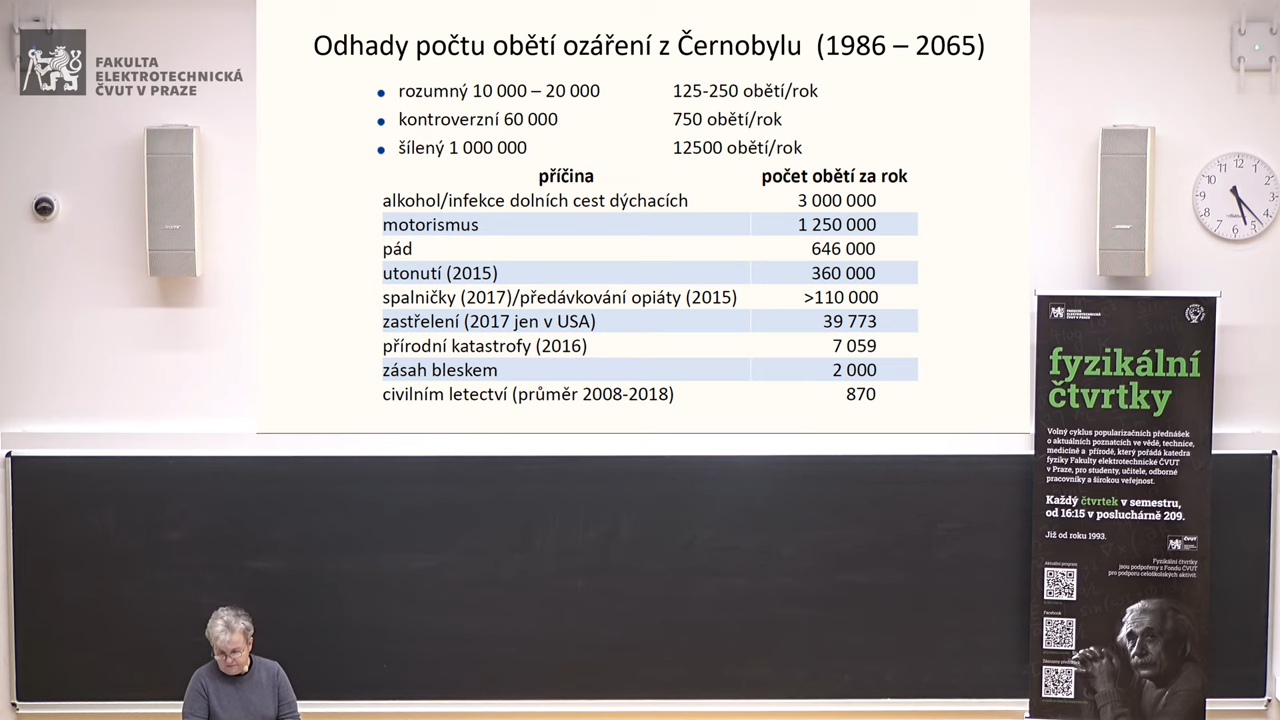 FAKULTA
ELEKTROTECHNICKÁ
ČVUT V PRAZE
Odhady počtu obětí ozáření z Černobylu (1986 – 2065)
rozumný 10 000 – 20 000 125-250 obětí/rok
kontroverzní 60 000 750 obětí/rok
šílený 1 000 000 12500 obětí/rok
příčina počet obětí za rok
alkohol/infekce dolních cest dýchacích 3 000 000
motorismus 1 250 000
pád 646 000
utonutí (2015) 360 000
spalničky (2017)/předávkování opiáty (2015) >110 000
zastřelení (2017 jen v USA) 39 773
přírodní katastrofy (2016) 7 059
zásah bleskem 2 000
civilním letectví (průměr 2008-2018) 870
fyzikální
čtvrtky
Volný cyklus popularizačních přednášek
o aktuálních poznatcích ve vědě, technice,
medicíně a přírodě, který pořádá katedra
fyziky Fakulty elektrotechnické ČVUT
v Praze, pro studenty, učitele, odborné
pracovníky a širokou veřejnost.
Každý čtvrtek v semestru,
od 16:15 v posluchárně 209.
Již od roku 1993.
ČVUT
Fyzikální čtvrtky
jsou podpořeny z Fondu ČVUT
pro podporu celoškolských aktivit.
Aktuální program
Facebook